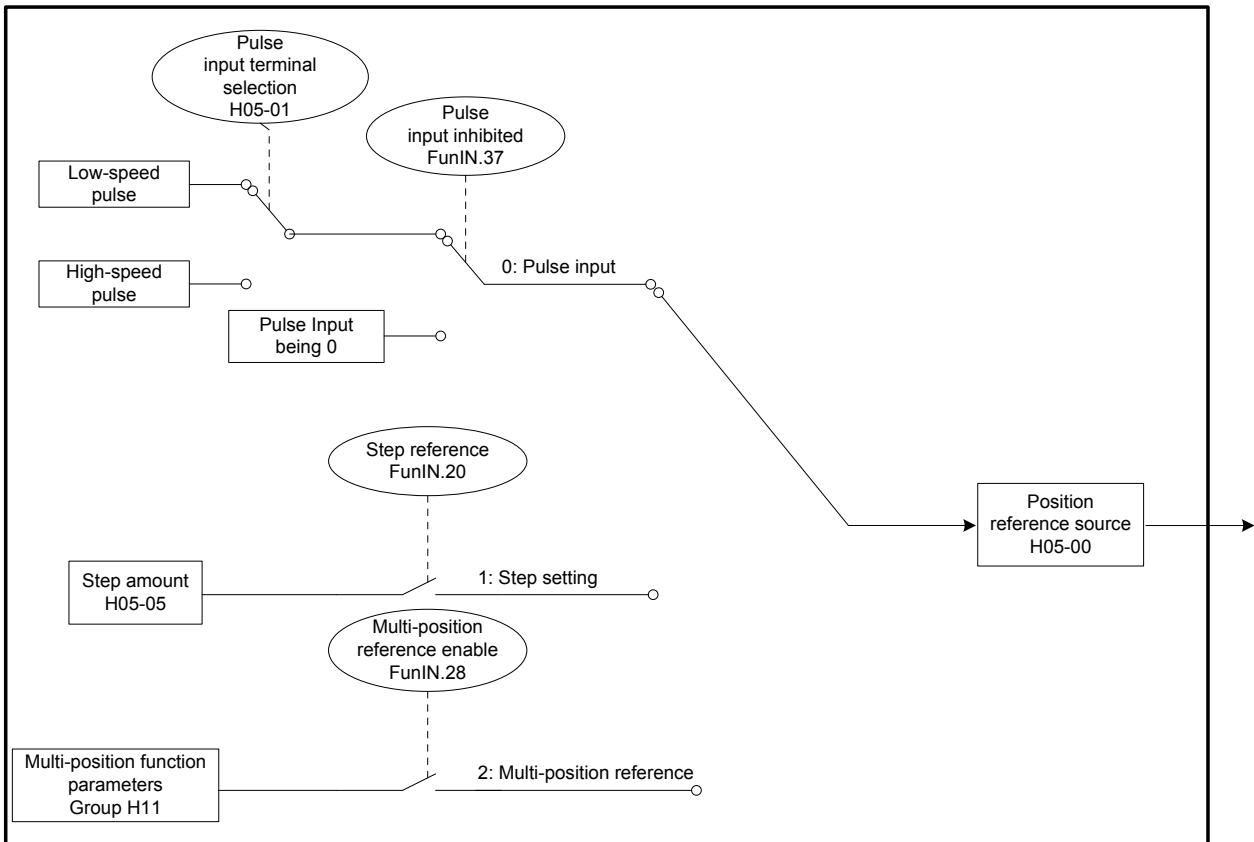 Pulse
input terminal
selection
H05-01
Pulse
input inhibited
FunIN.37
Low-speed
pulse
High-speed
pulse
0: Pulse input
Pulse Input
being 0
Step reference
FunIN.20
Position
reference source
H05-00
Step amount
H05-05
1: Step setting
Multi-position
reference enable
FunIN.28
Multi-position function
parameters
Group H11
2: Multi-position reference